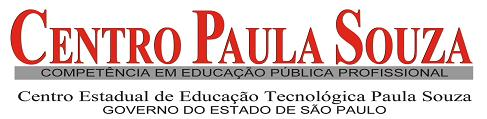 CENTRO PAULA SOUZA
COMPETÊNCIA EM EDUCAÇÃO PÚBLICA PROFISSIONAL
Centro Estadual de Educação Tecnológica Paula Souza
GOVERNO DO ESTADO DE SÃO PAULO